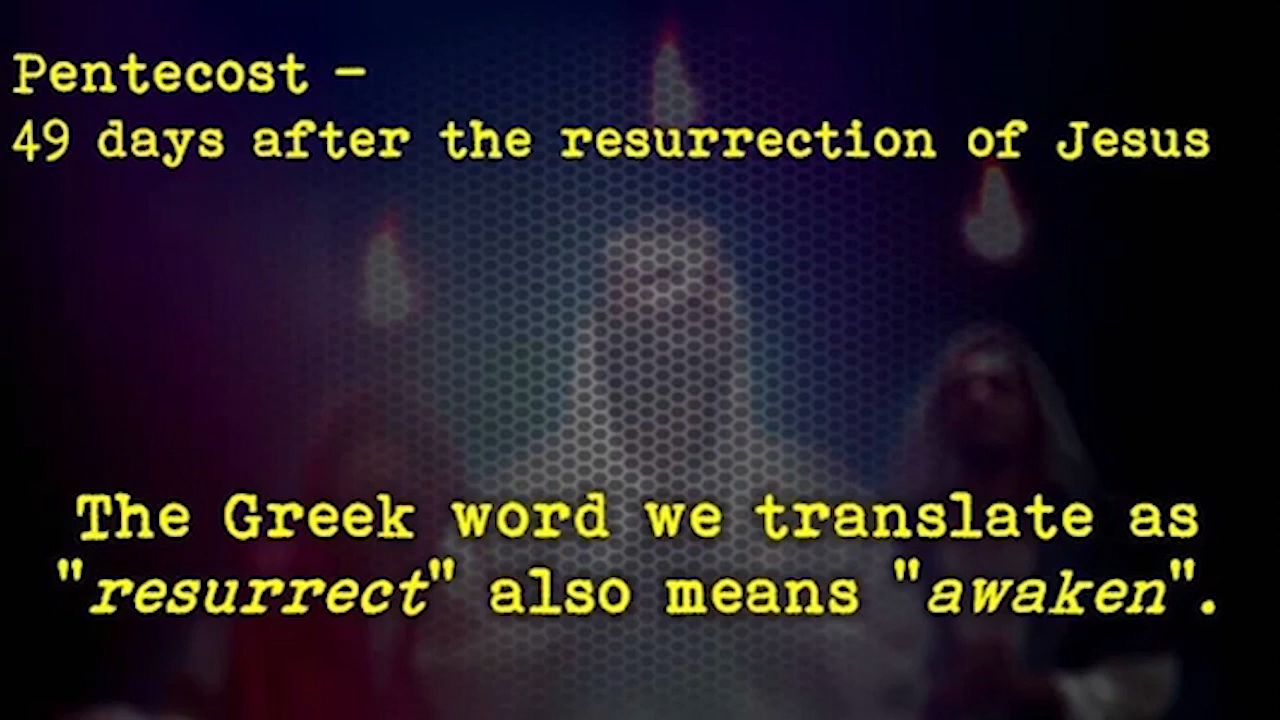 Pentecost -
49 days after the resurrection of Jesus
The Greek word we translate as
"resurrect" also means "awaken".